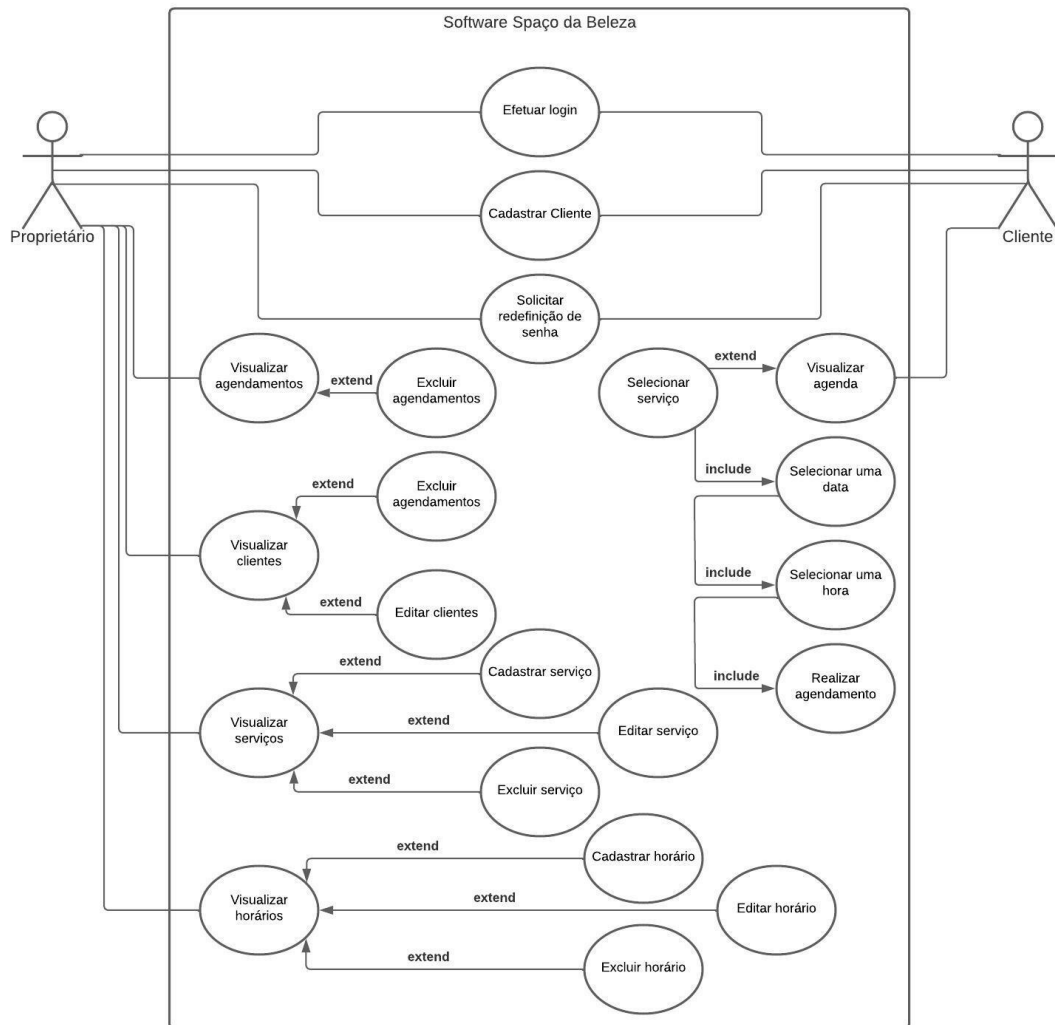 Software Spaço da Beleza
Efetuar login
Proprietário
Cliente
Cadastrar Cliente
Solicitar
redefinição de
senha
Visualizar
agendamentos
extend
Excluir
agendamentos
Selecionar
serviço
extend
Visualizar
agenda
include
Selecionar uma
data
extend
Excluir
agendamentos
Visualizar
clientes
extend
Editar clientes
include
Selecionar uma
hora
include
Realizar
agendamento
extend
Cadastrar serviço
Visualizar
serviços
extend
Editar serviço
extend
Excluir serviço
extend
Cadastrar horário
Visualizar
horários
extend
Editar horário
extend
Excluir horário